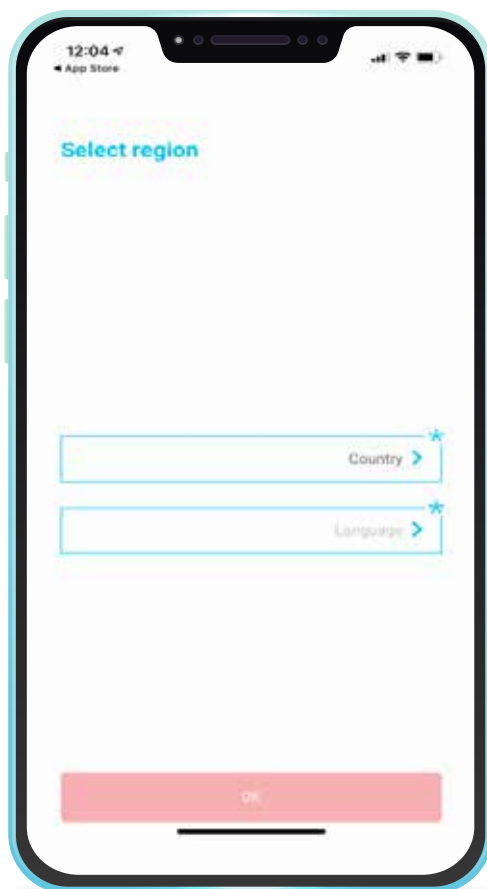 12:04
◀ App Store
Select region
*
Country >
*
Language >
OK